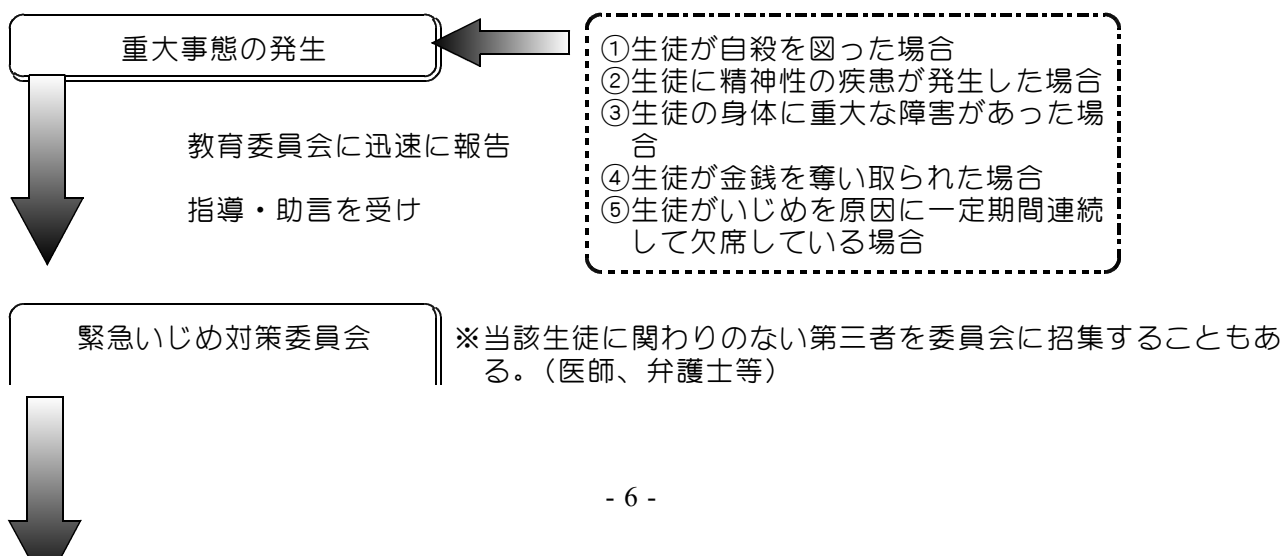 重大事態の発生
①生徒が自殺を図った場合
②生徒に精神性の疾患が発生した場合
③生徒の身体に重大な障害があった場
合
④生徒が金銭を奪い取られた場合
⑤生徒がいじめを原因に一定期間連続
して欠席している場合
教育委員会に迅速に報告
指導・助言を受け
緊急いじめ対策委員会
※当該生徒に関わりのない第三者を委員会に招集することもあ
る。（医師、弁護士等）
- 6 -